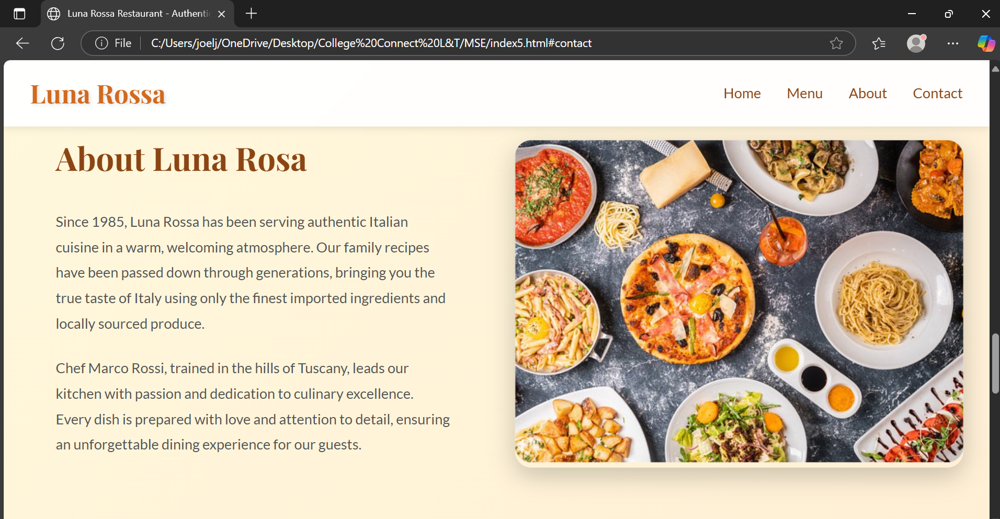 Luna Rossa Restaurant - Authentic
File
C:/Users/joelj/OneDrive/Desktop/College%20Connect%20L&T/MSE/index5.html#contact
Luna Rossa
Home Menu About Contact
About Luna Rosa
Since 1985, Luna Rossa has been serving authentic Italian
cuisine in a warm, welcoming atmosphere. Our family recipes
have been passed down through generations, bringing you the
true taste of Italy using only the finest imported ingredients and
locally sourced produce.
Chef Marco Rossi, trained in the hills of Tuscany, leads our
kitchen with passion and dedication to culinary excellence.
Every dish is prepared with love and attention to detail, ensuring
an unforgettable dining experience for our guests.